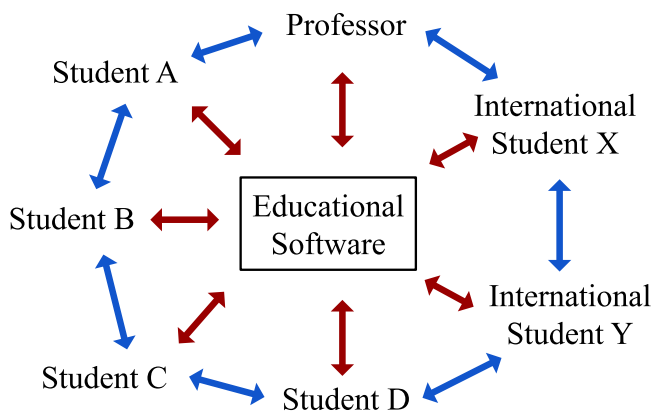 Professor
Student A
International
Student X
Student B
Educational
Software
International
Student Y
Student C
Student D